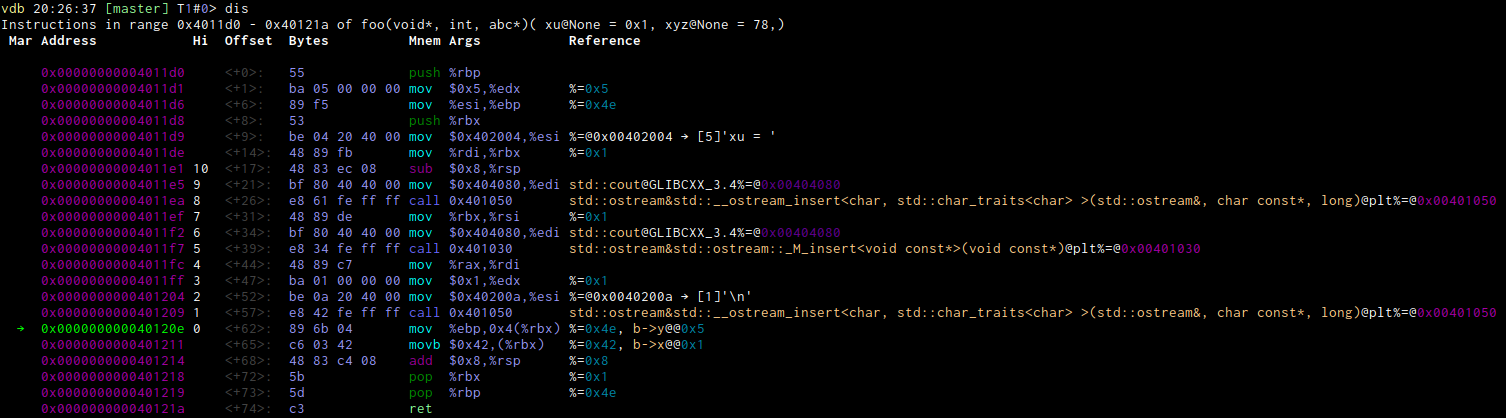 vdb 20:26:37 [master] T1#0> dis
Instructions in range 0x4011d0 - 0x40121a of foo(void*, int, abc*)( xu@None = 0x1, xyz@None = 78,)
Mar Address Hi Offset Bytes Mnem Args Reference
0x00000000004011d0 <+0>: 55 push %rbp
0x00000000004011d1 <+1>: ba 05 00 00 00 mov $0x5,%edx %=0x5
0x00000000004011d6 <+6>: 89 f5 mov %esi,%ebp %=0x4e
0x00000000004011d8 <+8>: 53 push %rbx
0x00000000004011d9 <+9>: be 04 20 40 00 mov $0x402004,%esi %=@0x00402004 → [5]'xu = '
0x00000000004011de <+14>: 48 89 fb mov %rdi,%rbx %=0x1
0x00000000004011e1 10 <+17>: 48 83 ec 08 sub $0x8,%rsp
0x00000000004011e5 9 <+21>: bf 80 40 40 00 mov $0x404080,%edi std::cout@GLIBCXX_3.4%=@0x00404080
0x00000000004011ea 8 <+26>: e8 61 fe ff ff call 0x401050 std::ostream&std::__ostream_insert<char, std::char_traits<char> >(std::ostream&, char const*, long)@plt%=@0x00401050
0x00000000004011ef 7 <+31>: 48 89 de mov %rbx,%rsi %=0x1
0x00000000004011f2 6 <+34>: bf 80 40 40 00 mov $0x404080,%edi std::cout@GLIBCXX_3.4%=@0x00404080
0x00000000004011f7 5 <+39>: e8 34 fe ff ff call 0x401030 std::ostream&std::ostream::_M_insert<void const*>(void const*)@plt%=@0x00401030
0x00000000004011fc 4 <+44>: 48 89 c7 mov %rax,%rdi
0x00000000004011ff 3 <+47>: ba 01 00 00 00 mov $0x1,%edx %=0x1
0x0000000000401204 2 <+52>: be 0a 20 40 00 mov $0x40200a,%esi %=@0x0040200a → [1]'\n'
0x0000000000401209 1 <+57>: e8 42 fe ff ff call 0x401050 std::ostream&std::__ostream_insert<char, std::char_traits<char> >(std::ostream&, char const*, long)@plt%=@0x00401050
→ 0x000000000040120e 0 <+62>: 89 6b 04 mov %ebp,0x4(%rbx) %=0x4e, b->y@@0x5
0x0000000000401211 <+65>: c6 03 42 movb $0x42,(%rbx) %=0x42, b->x@@0x1
0x0000000000401214 <+68>: 48 83 c4 08 add $0x8,%rsp %=0x8
0x0000000000401218 <+72>: 5b pop %rbx %=0x1
0x0000000000401219 <+73>: 5d pop %rbp %=0x4e
0x000000000040121a <+74>: c3 ret